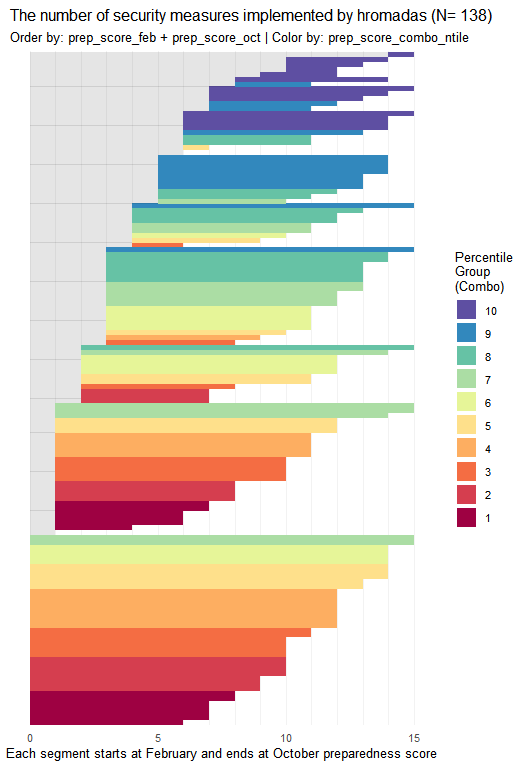 The number of security measures implemented by hromadas (N= 138)
Order by: prep_score_feb + prep_score_oct | Color by: prep_score_combo_ntile
Percentile
Group
(Combo)
10
9
8
7
6
5
4
3
2
1
0 5 10 15
Each segment starts at February and ends at October preparedness score